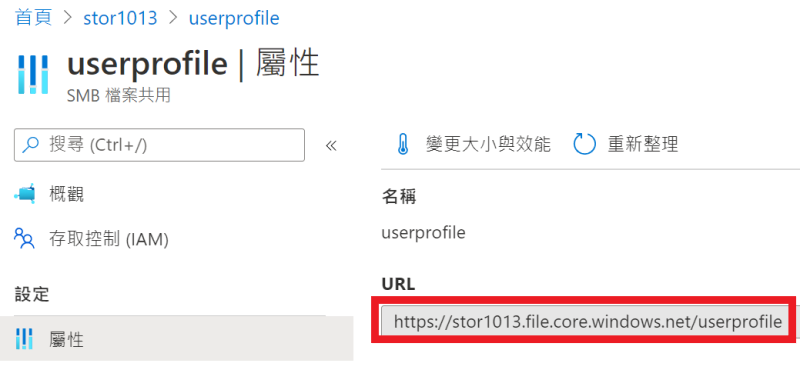 首頁 > stor1013 > userprofile
userprofile | 屬性
SMB 檔案共用
搜尋 (Ctrl+/)
«
概觀
存取控制 (IAM)
設定
屬性
變更大小與效能
重新整理
名稱
userprofile
URL
https://stor1013.file.core.windows.net/userprofile